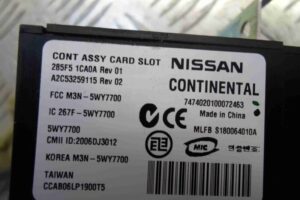 CONT ASSY CARD SLOT NISSAN
285F5 1CA0A Rev 01
A2C53259115 Rev 02 CONTINENTAL
FCC M3N-5WY7700 7474020100072463
IC 267F-5WY7700 Made in China
5WY7700 MLFB S180064010A
CMII ID: 2006DJ3012
KOREA M3N-5WY7700 MIC
TAIWAN
CCAB06LP1900T5